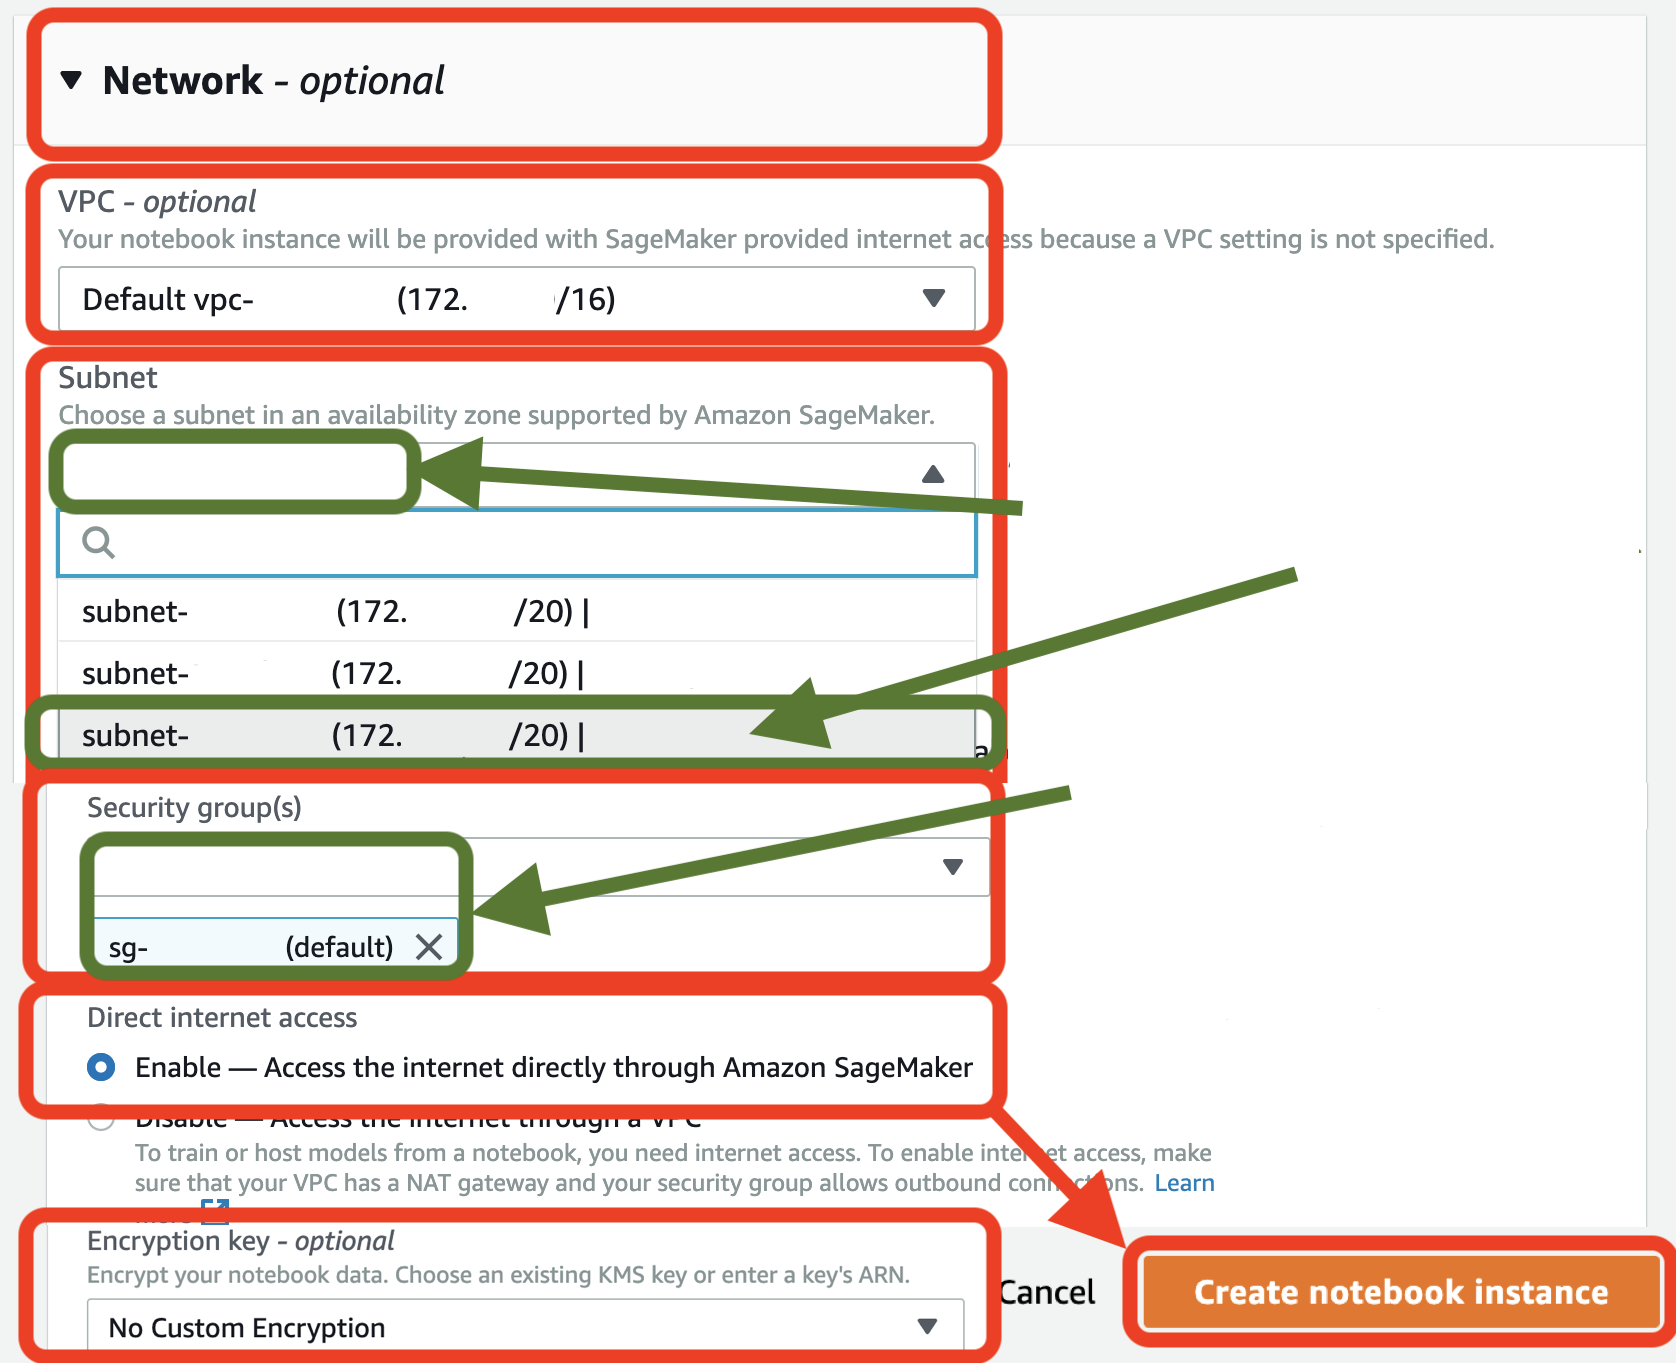 Network - optional
VPC - optional
Your notebook instance will be provided with SageMaker provided internet access because a VPC setting is not specified.
Default vpc- (172. /16)
Subnet
Choose a subnet in an availability zone supported by Amazon SageMaker.
subnet- (172. /20) |
subnet- (172. /20) |
subnet- (172. /20) |
Security group(s)
sg- (default)
Direct internet access
Enable — Access the internet directly through Amazon SageMaker
Disable — Access the internet through a VPC
To train or host models from a notebook, you need internet access. To enable internet access, make
sure that your VPC has a NAT gateway and your security group allows outbound connections. Learn
more
Encryption key - optional
Encrypt your notebook data. Choose an existing KMS key or enter a key's ARN.
No Custom Encryption
Cancel
Create notebook instance